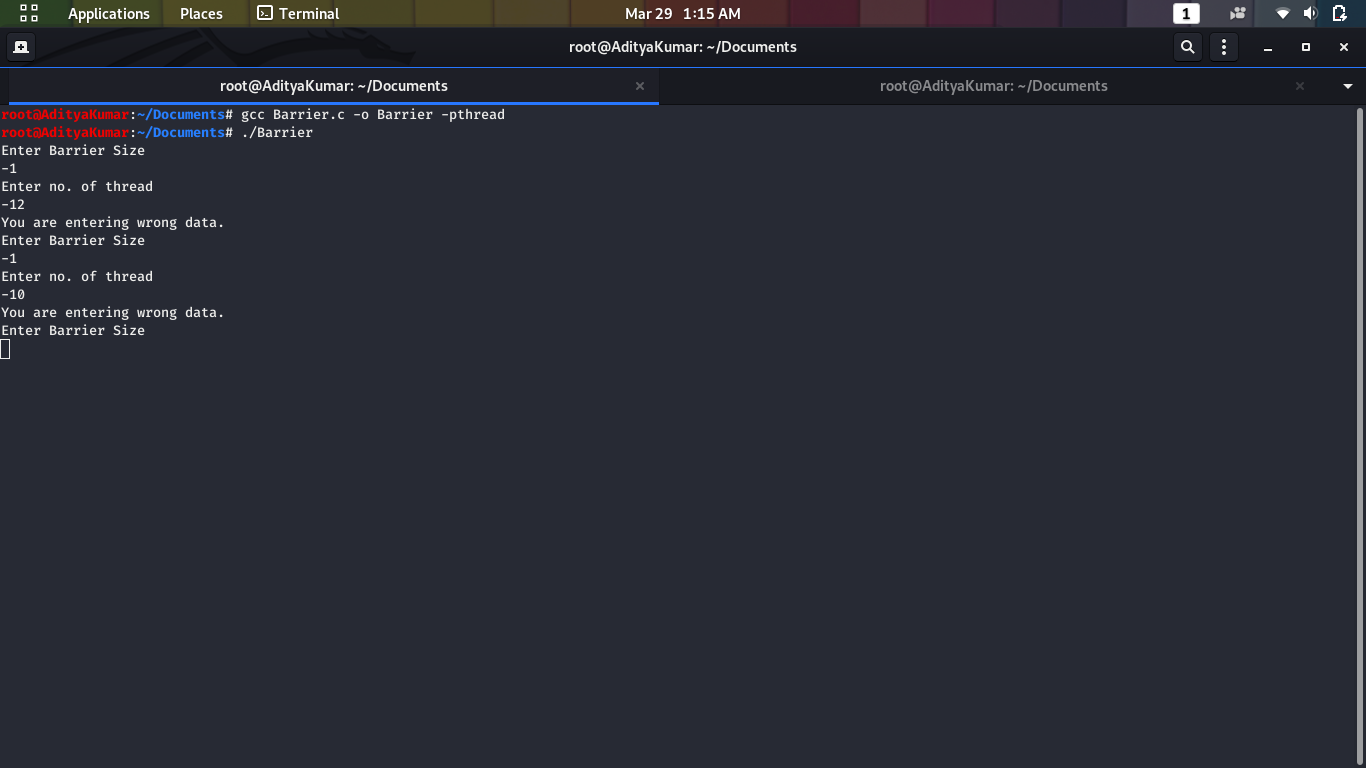 Applications Places Terminal Mar 29 1:15 AM 1
root@AdityaKumar: ~/Documents
root@AdityaKumar: ~/Documents root@AdityaKumar: ~/Documents
root@AdityaKumar:~/Documents# gcc Barrier.c -o Barrier -pthread
root@AdityaKumar:~/Documents# ./Barrier
Enter Barrier Size
-1
Enter no. of thread
-12
You are entering wrong data.
Enter Barrier Size
-1
Enter no. of thread
-10
You are entering wrong data.
Enter Barrier Size